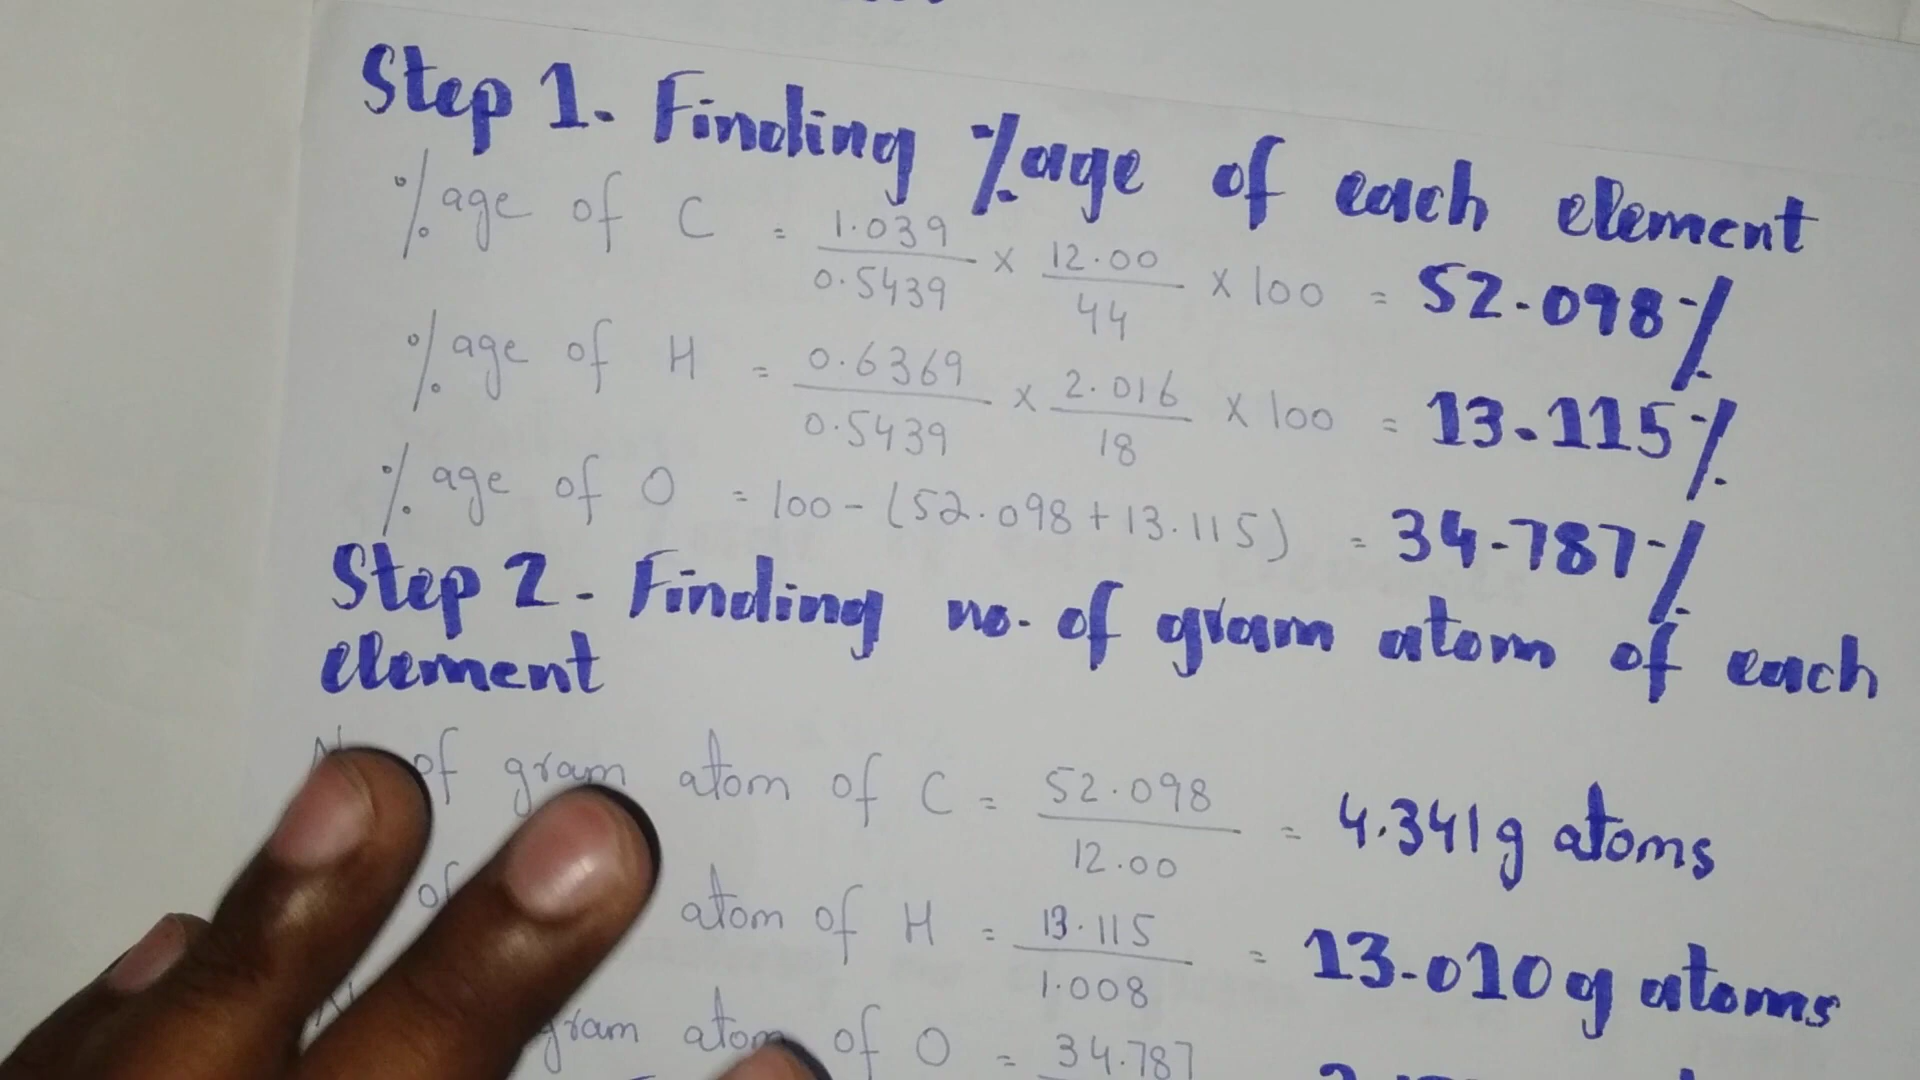 Step 1. Finding %age of each element
%age of C = 1.039 / 0.5439 × 12.00 / 44 × 100 = 52.098%
%age of H = 0.6369 / 0.5439 × 2.016 / 18 × 100 = 13.115%
%age of O = 100 - (52.098 + 13.115) = 34.787%
Step 2. Finding no. of gram atom of each
element
of gram atom of C = 52.098 / 12.00 = 4.341 g atoms
of atom of H = 13.115 / 1.008 = 13.010 g atoms
gram atom of O = 34.787